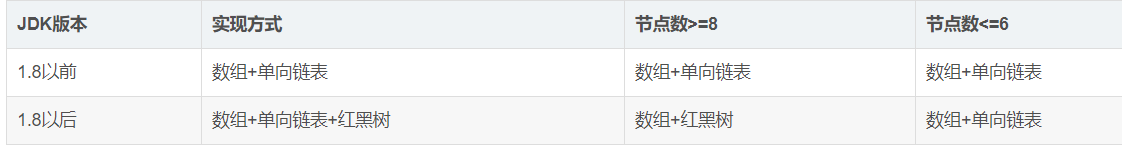 JDK版本 实现方式 节点数>=8 节点数<=6
1.8以前 数组+单向链表 数组+单向链表 数组+单向链表
1.8以后 数组+单向链表+红黑树 数组+红黑树 数组+单向链表